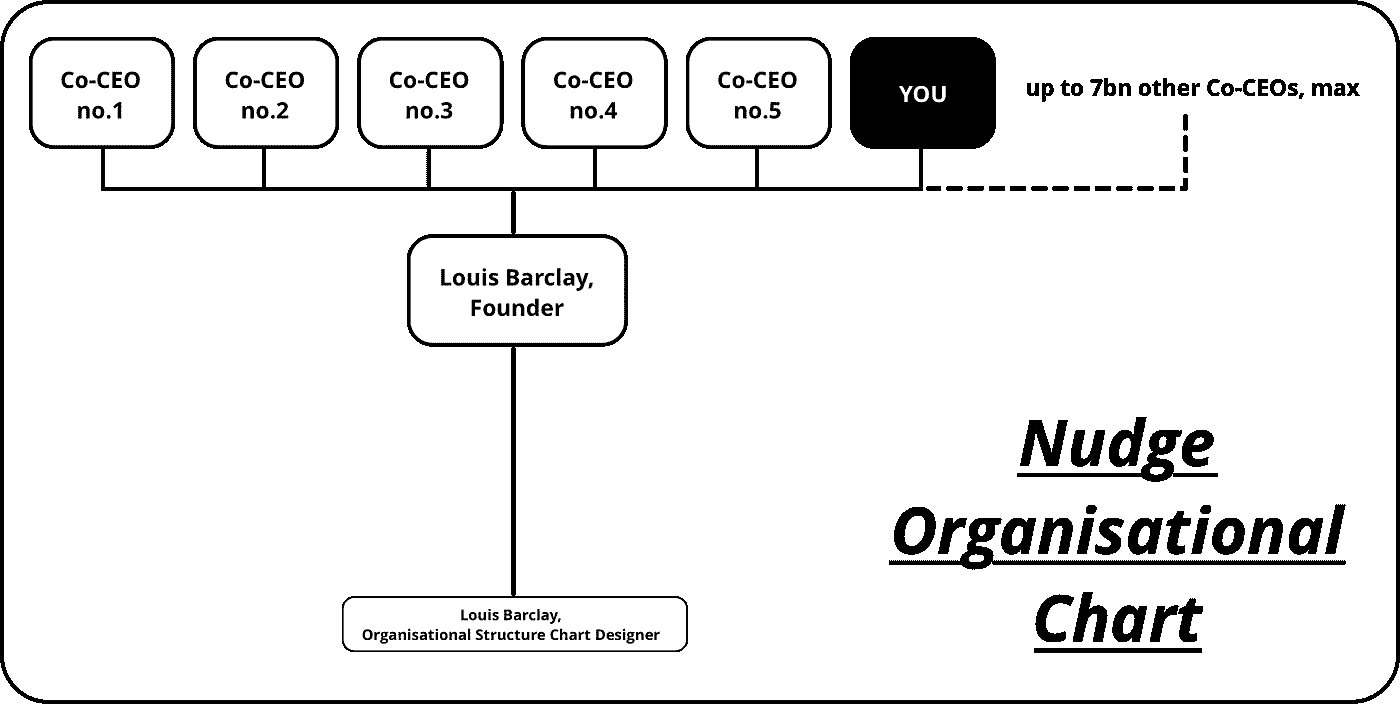 Co-CEO
no.1
Co-CEO
no.2
Co-CEO
no.3
Co-CEO
no.4
Co-CEO
no.5
YOU
up to 7bn other Co-CEOs, max
Louis Barclay,
Founder
Louis Barclay,
Organisational Structure Chart Designer
Nudge
Organisational
Chart